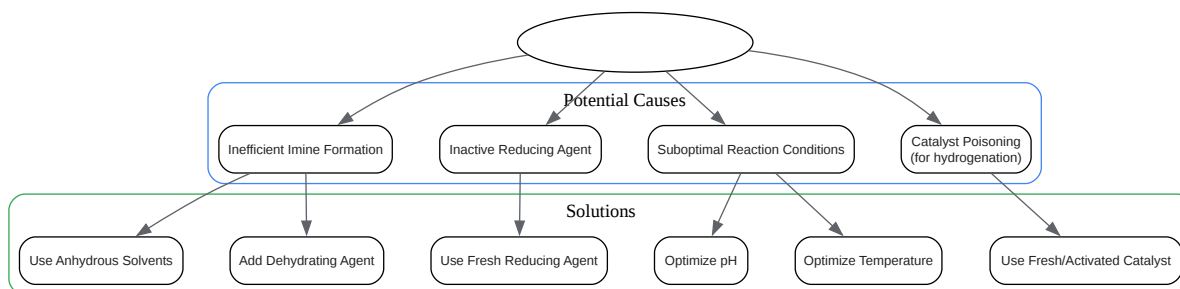 Potential Causes
Inefficient Imine Formation
Inactive Reducing Agent
Suboptimal Reaction Conditions
Catalyst Poisoning
(for hydrogenation)
Solutions
Use Anhydrous Solvents
Add Dehydrating Agent
Use Fresh Reducing Agent
Optimize pH
Optimize Temperature
Use Fresh/Activated Catalyst